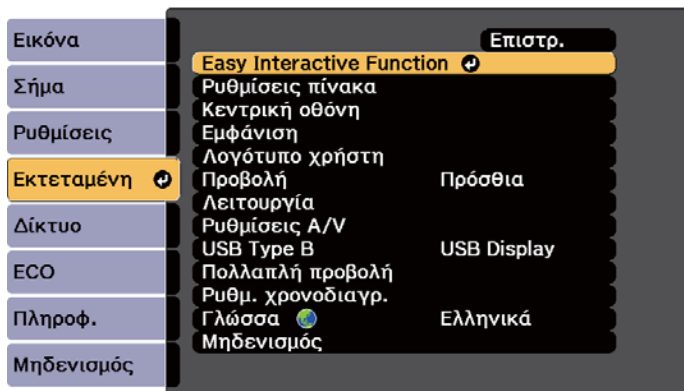 Εικόνα
Σήμα
Ρυθμίσεις
Εκτεταμένη
Δίκτυο
ECO
Πληροφ.
Μηδενισμός
Επιστρ.
Easy Interactive Function
Ρυθμίσεις πίνακα
Κεντρική οθόνη
Εμφάνιση
Λογότυπο χρήστη
Προβολή Πρόσθια
Λειτουργία
Ρυθμίσεις A/V
USB Type B USB Display
Πολλαπλή προβολή
Ρυθμ. χρονοδιαγρ.
Γλώσσα Ελληνικά
Μηδενισμός